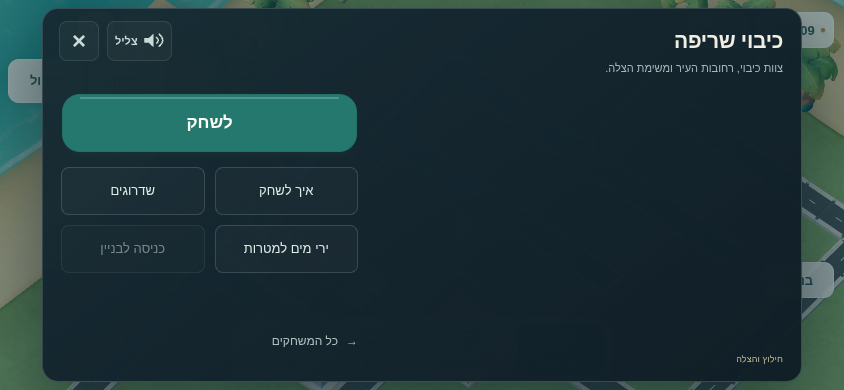 כיבוי שריפה
צוות כיבוי, רחובות העיר ומשימת הצלה.
צליל
לשחק
איך לשחק
שדרוגים
ירי מים למטרות
כניסה לבניין
→ כל המשחקים
חילוץ והצלה
09